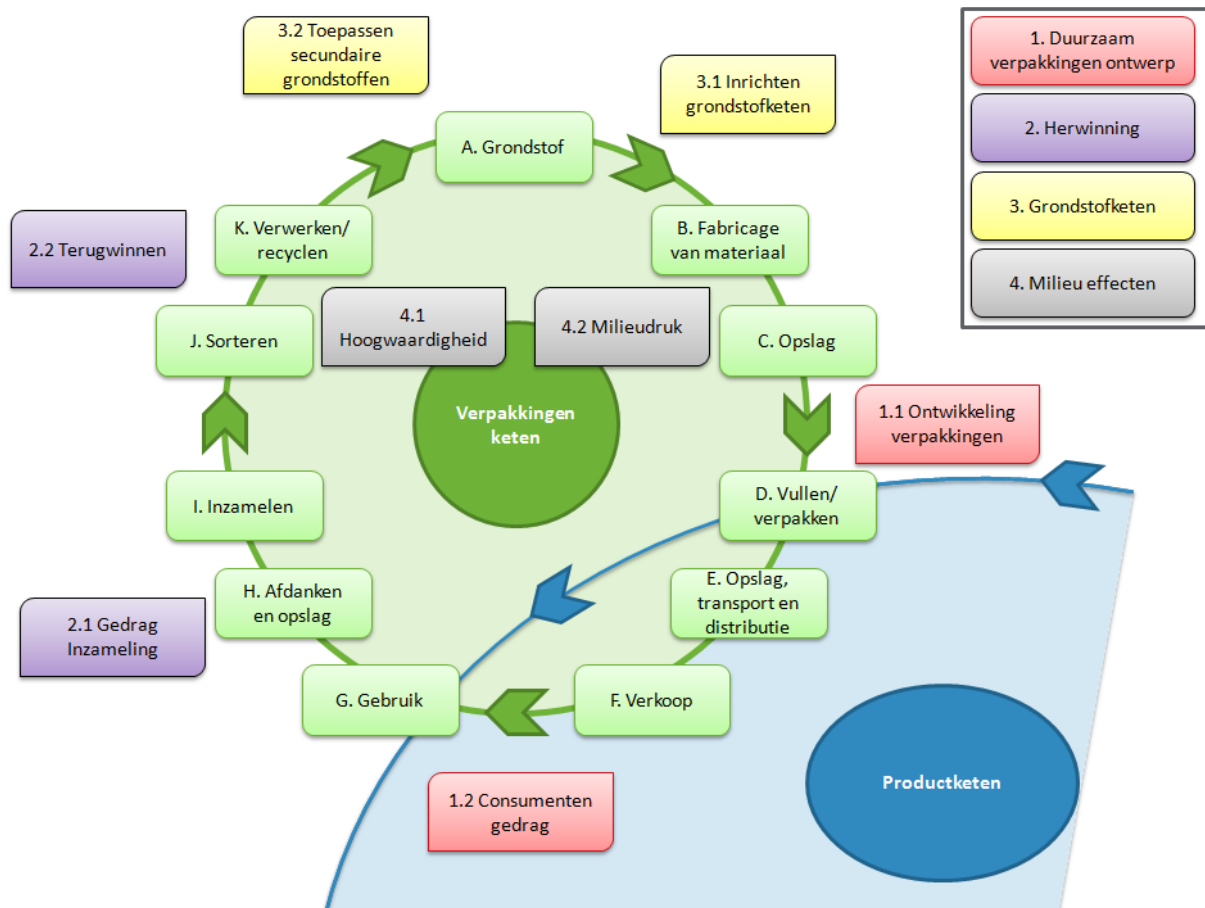 3.2 Toepassen
secundaire
grondstoffen
3.1 Inrichten
grondstofketen
1. Duurzaam
verpakkingen ontwerp
2. Herwinning
3. Grondstofketen
4. Milieu effecten
A. Grondstof
K. Verwerken/
recyclen
B. Fabricage
van materiaal
2.2 Terugwinnen
J. Sorteren
4.1
Hoogwaardigheid
4.2 Milieudruk
C. Opslag
Verpakkingen
keten
1.1 Ontwikkeling
verpakkingen
I. Inzamelen
D. Vullen/
verpakken
H. Afdanken
en opslag
E. Opslag,
transport en
distributie
2.1 Gedrag
Inzameling
G. Gebruik
F. Verkoop
Productketen
1.2 Consumenten
gedrag